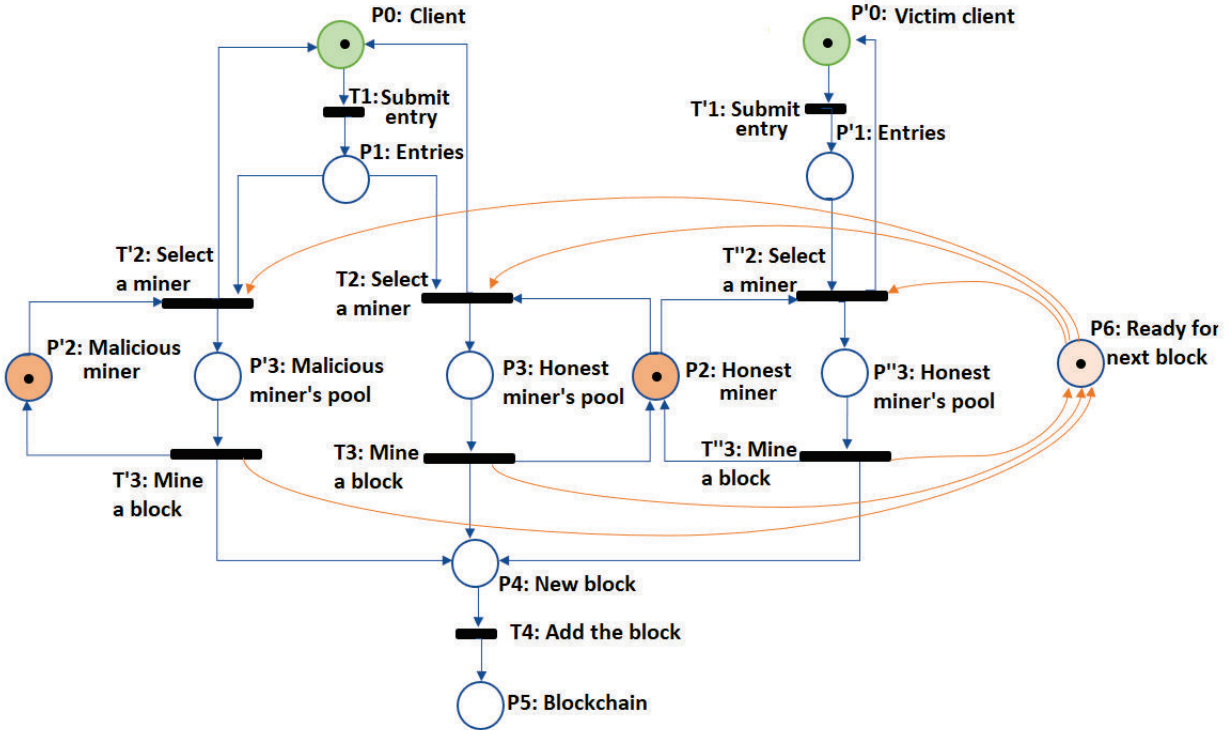 P0: Client
P'0: Victim client
T1: Submit
entry
T'1: Submit
entry
P1: Entries
P'1: Entries
T'2: Select
a miner
T2: Select
a miner
T''2: Select
a miner
P'2: Malicious
miner
P'3: Malicious
miner's pool
P3: Honest
miner's pool
P2: Honest
miner
P''3: Honest
miner's pool
P6: Ready for
next block
T'3: Mine
a block
T3: Mine
a block
T''3: Mine
a block
P4: New block
T4: Add the block
P5: Blockchain